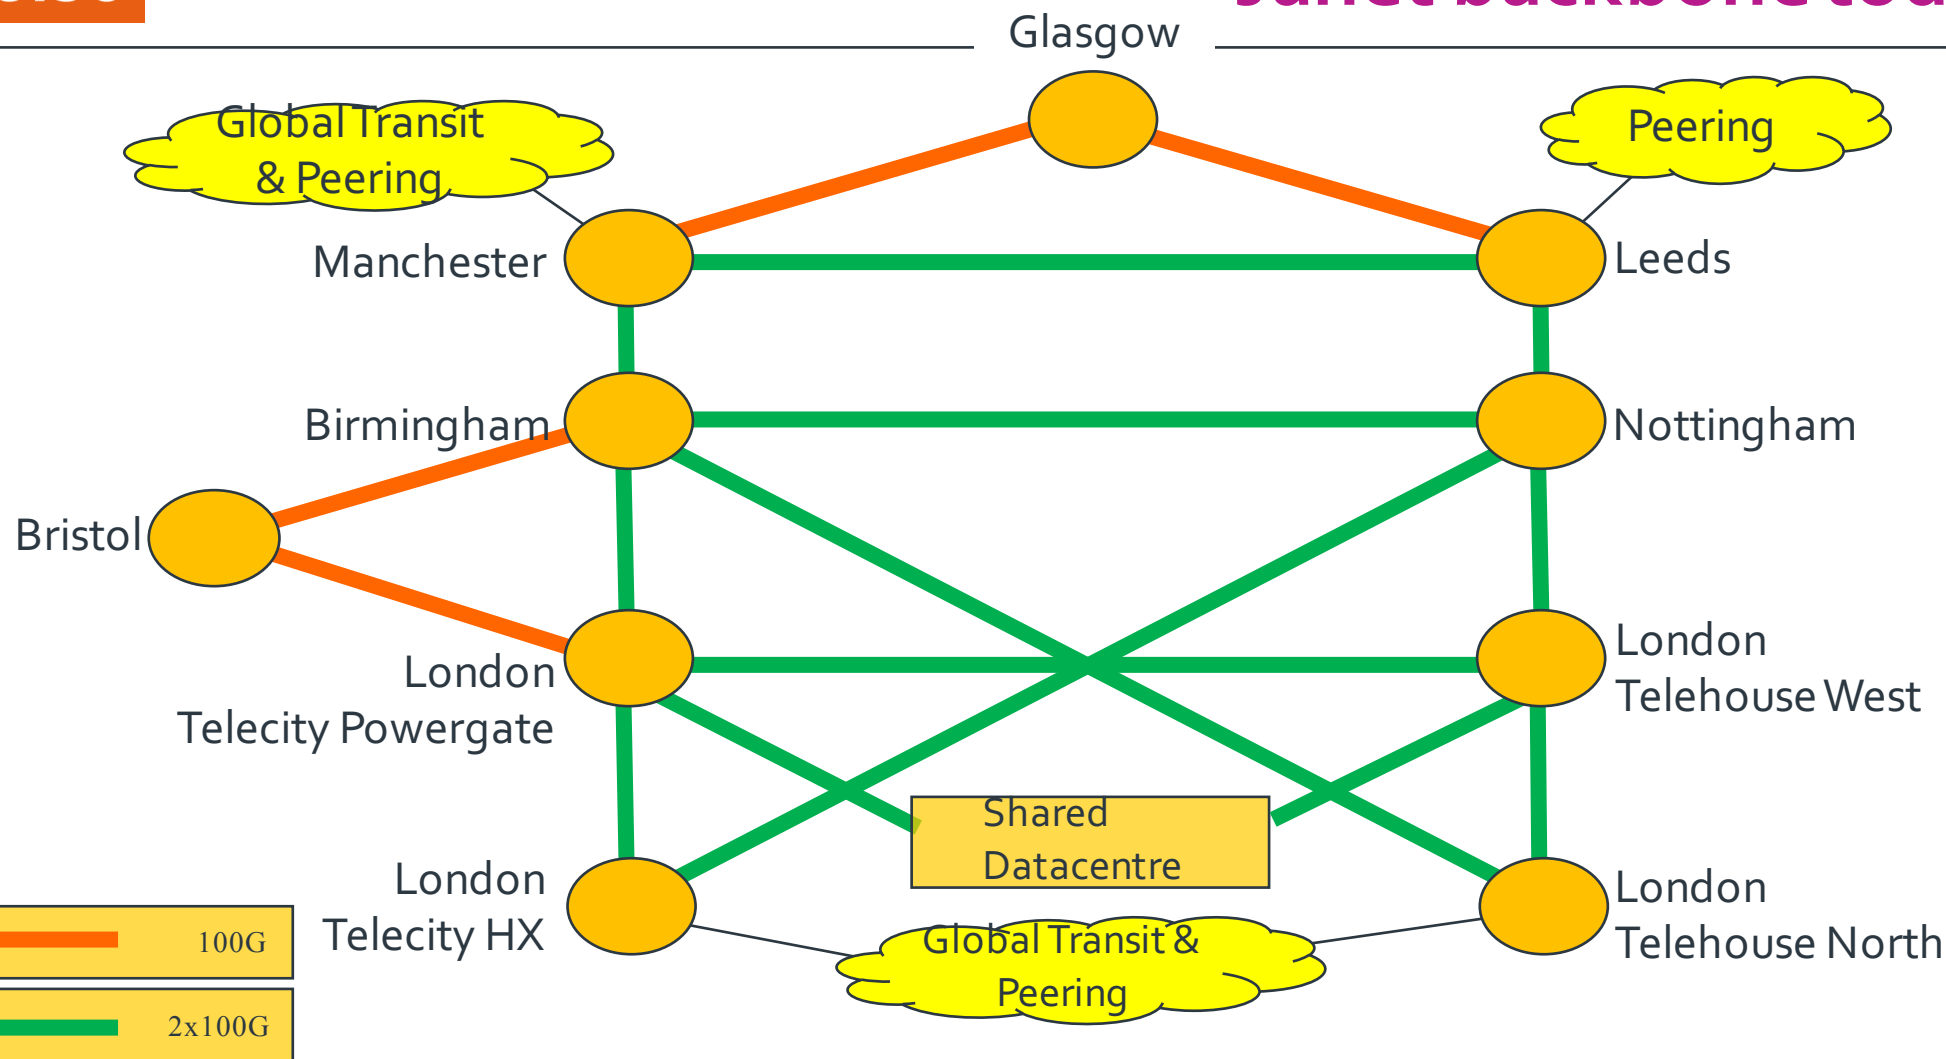 backbone
Glasgow
Global Transit
& Peering
Peering
Manchester
Leeds
Birmingham
Nottingham
Bristol
London
Telecity Powergate
London
Telehouse West
Shared
Datacentre
London
Telecity HX
London
Telehouse North
Global Transit &
Peering
100G
2x100G